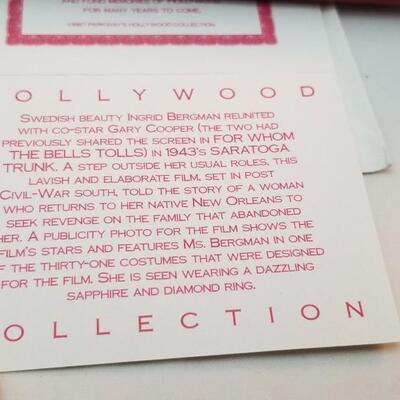 FOR MANY YEARS TO COME.
PARKWAY'S HOLLYWOOD COLLECTION
OLLYWOOD
SWEDISH BEAUTY INGRID BERGMAN REUNITED
WITH CO-STAR GARY COOPER (THE TWO HAD
PREVIOUSLY SHARED THE SCREEN IN FOR WHOM
THE BELLS TOLLS) IN 1943'S SARATOGA
TRUNK. A STEP OUTSIDE HER USUAL ROLES, THIS
LAVISH AND ELABORATE FILM, SET IN POST
CIVIL-WAR SOUTH, TOLD THE STORY OF A WOMAN
WHO RETURNS TO HER NATIVE NEW ORLEANS TO
SEEK REVENGE ON THE FAMILY THAT ABANDONED
HER. A PUBLICITY PHOTO FOR THE FILM SHOWS THE
FILM'S STARS AND FEATURES MS. BERGMAN IN ONE
OF THE THIRTY-ONE COSTUMES THAT WERE DESIGNED
FOR THE FILM. SHE IS SEEN WEARING A DAZZLING
SAPPHIRE AND DIAMOND RING.
OLLECTION